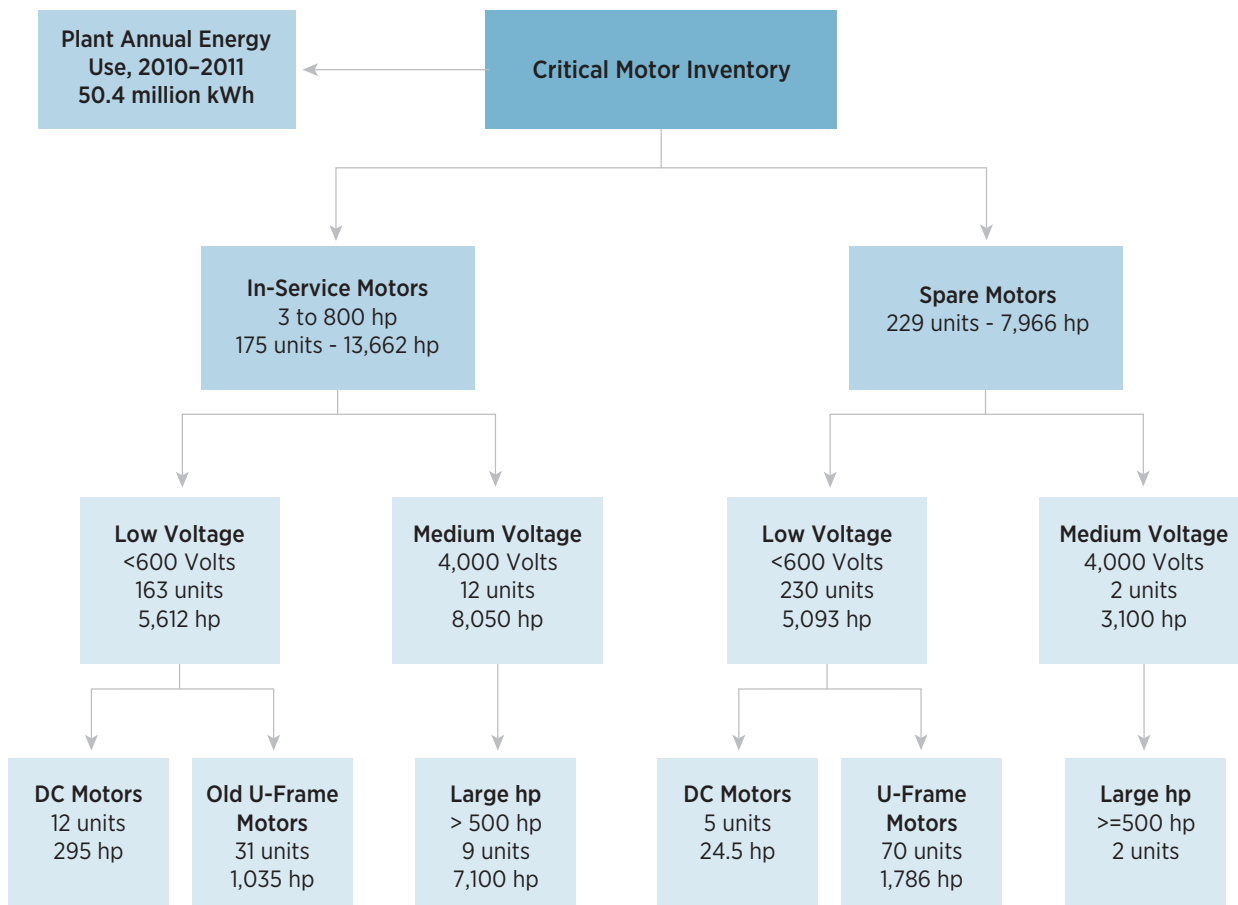 Plant Annual Energy
Use, 2010–2011
50.4 million kWh
Critical Motor Inventory
In-Service Motors
3 to 800 hp
175 units - 13,662 hp
Spare Motors
229 units - 7,966 hp
Low Voltage
<600 Volts
163 units
5,612 hp
Medium Voltage
4,000 Volts
12 units
8,050 hp
Low Voltage
<600 Volts
230 units
5,093 hp
Medium Voltage
4,000 Volts
2 units
3,100 hp
DC Motors
12 units
295 hp
Old U-Frame
Motors
31 units
1,035 hp
Large hp
> 500 hp
9 units
7,100 hp
DC Motors
5 units
24.5 hp
U-Frame
Motors
70 units
1,786 hp
Large hp
>=500 hp
2 units